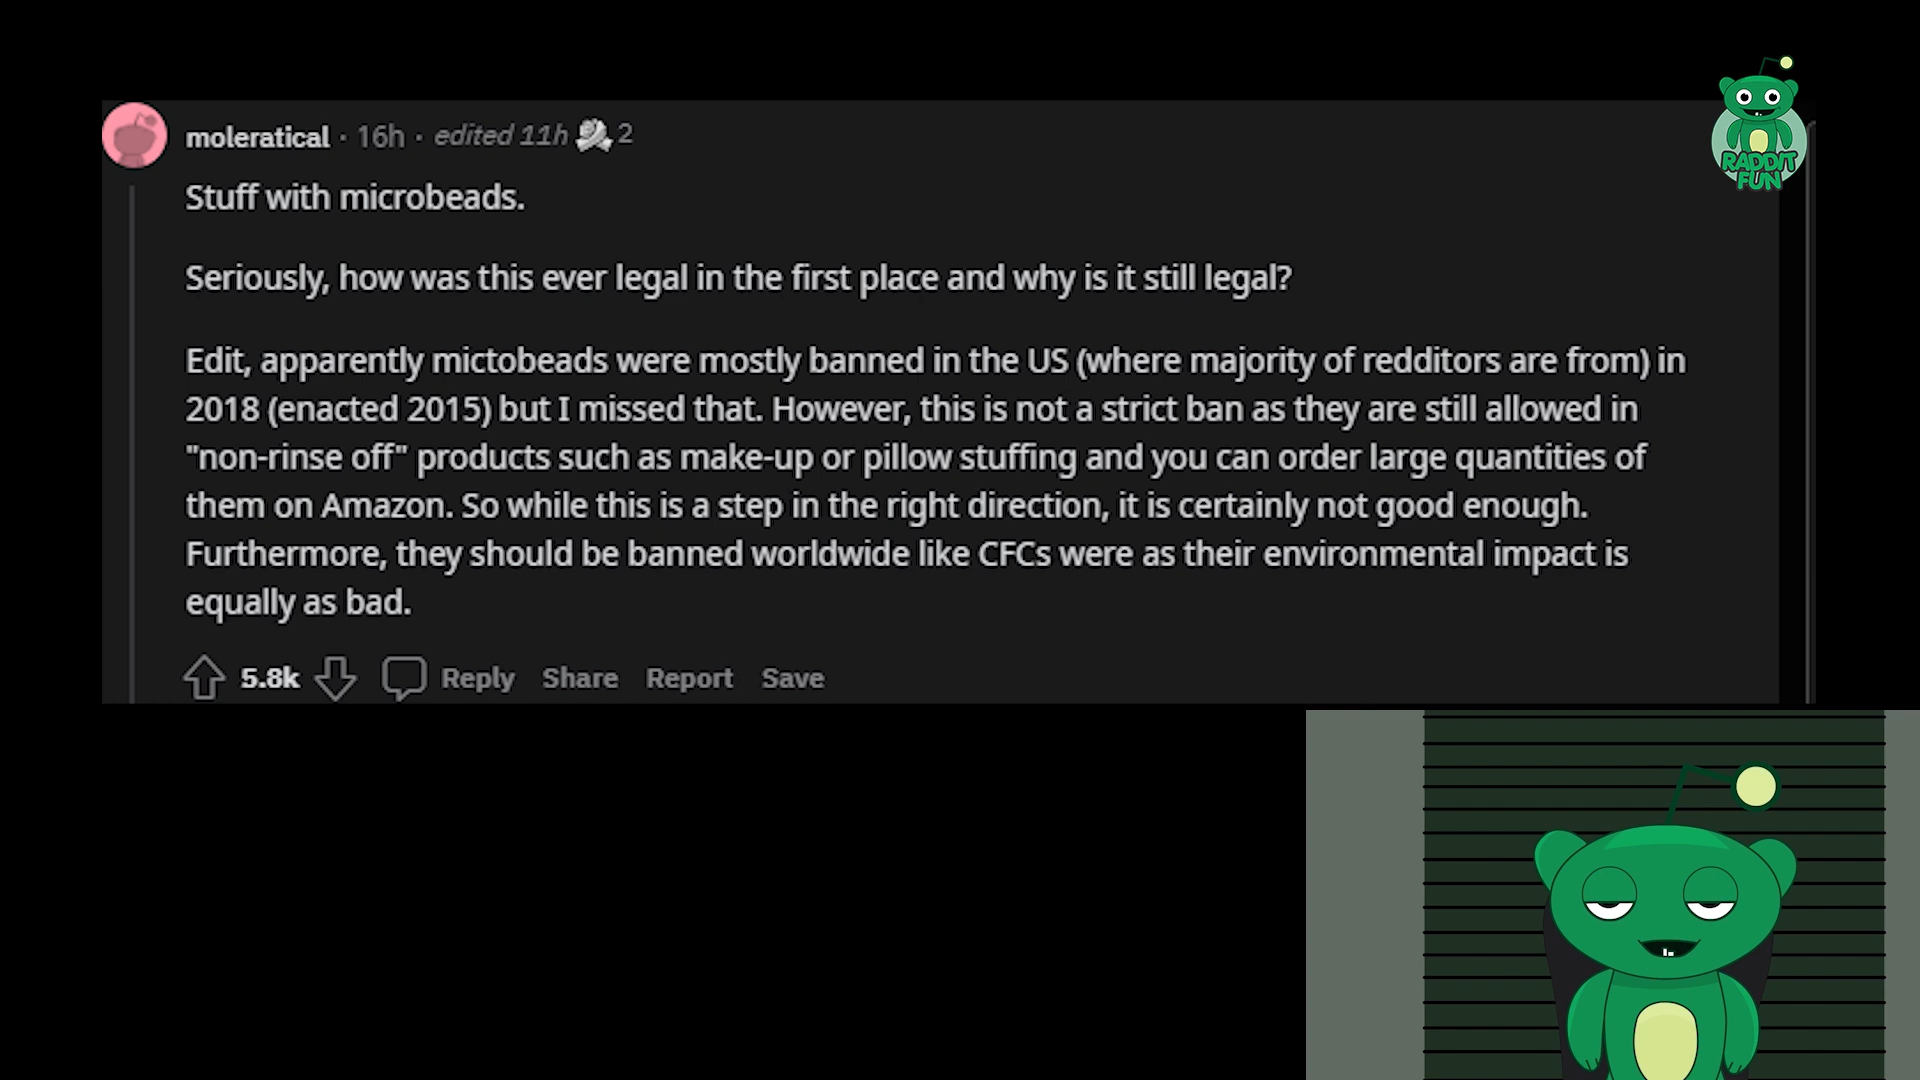 moleratical · 16h · edited 11h 2
RADDIT
FUN
Stuff with microbeads.
Seriously, how was this ever legal in the first place and why is it still legal?
Edit, apparently mictobeads were mostly banned in the US (where majority of redditors are from) in
2018 (enacted 2015) but I missed that. However, this is not a strict ban as they are still allowed in
"non-rinse off" products such as make-up or pillow stuffing and you can order large quantities of
them on Amazon. So while this is a step in the right direction, it is certainly not good enough.
Furthermore, they should be banned worldwide like CFCs were as their environmental impact is
equally as bad.
5.8k Reply Share Report Save